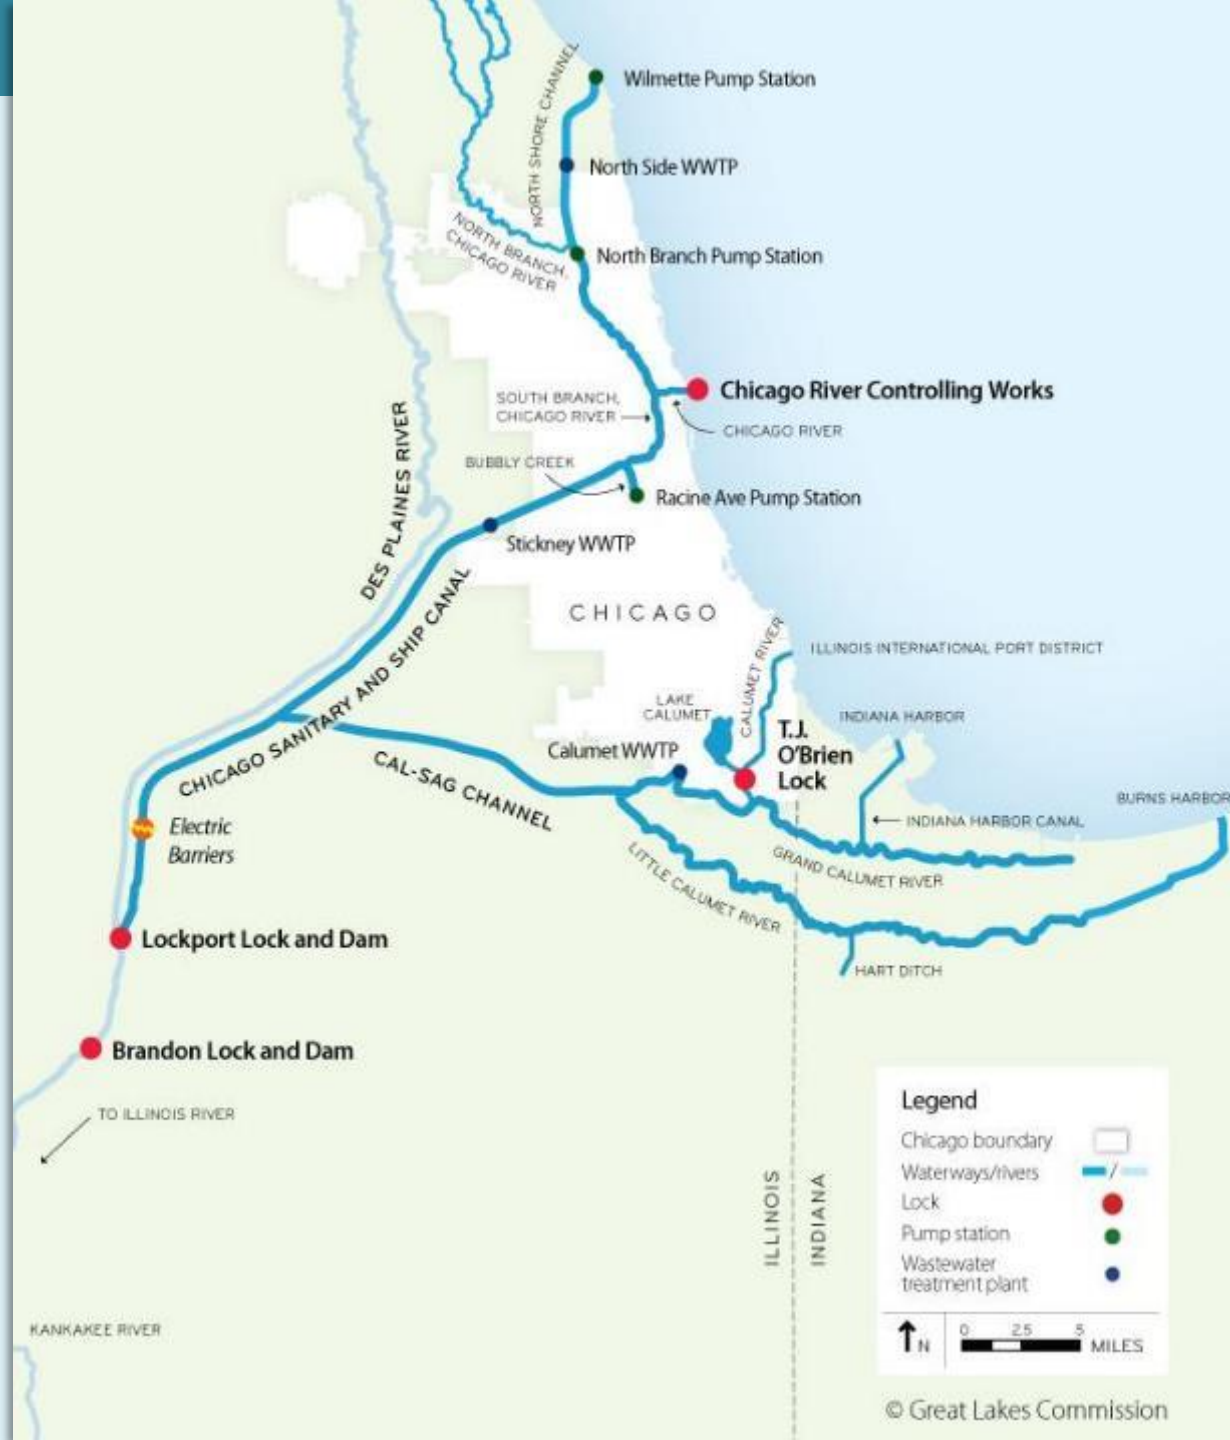 NORTH SHORE CHANNEL
Wilmette Pump Station
North Side WWTP
NORTH BRANCH,
CHICAGO RIVER
North Branch Pump Station
Chicago River Controlling Works
SOUTH BRANCH,
CHICAGO RIVER
CHICAGO RIVER
DES PLAINES RIVER
BUBBLY CREEK
Racine Ave Pump Station
Stickney WWTP
CHICAGO
CHICAGO SANITARY AND SHIP CANAL
CALUMET RIVER
ILLINOIS INTERNATIONAL PORT DISTRICT
LAKE
CALUMET
INDIANA HARBOR
T.J.
O'Brien
Lock
Calumet WWTP
CAL-SAG CHANNEL
BURNS HARBOR
INDIANA HARBOR CANAL
Electric
Barriers
GRAND CALUMET RIVER
LITTLE CALUMET RIVER
Lockport Lock and Dam
HART DITCH
Brandon Lock and Dam
TO ILLINOIS RIVER
ILLINOIS
INDIANA
Legend
Chicago boundary
Waterways/rivers
Lock
Pump station
Wastewater
treatment plant
N
0 2.5 5
MILES
KANKAKEE RIVER
© Great Lakes Commission